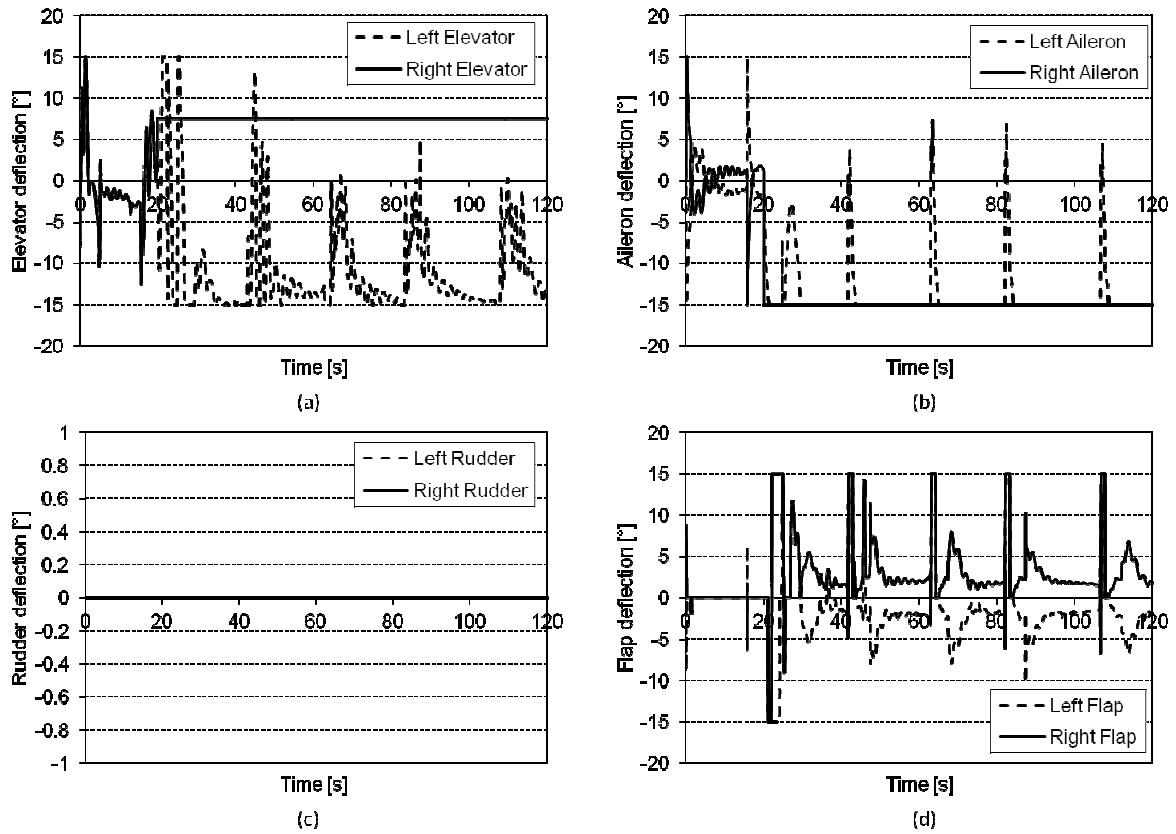 20
15
10
5
0
-5
-10
-15
-20
0 20 40 60 80 100 120
Elevator deflection [°]
Time [s]
Left Elevator
Right Elevator
(a)
20
15
10
5
0
-5
-10
-15
-20
0 20 40 60 80 100 120
Aileron deflection [°]
Time [s]
Left Aileron
Right Aileron
(b)
1
0.8
0.6
0.4
0.2
0
-0.2
-0.4
-0.6
-0.8
-1
0 20 40 60 80 100 120
Rudder deflection [°]
Time [s]
Left Rudder
Right Rudder
(c)
20
15
10
5
0
-5
-10
-15
-20
0 20 40 60 80 100 120
Flap deflection [°]
Time [s]
Left Flap
Right Flap
(d)